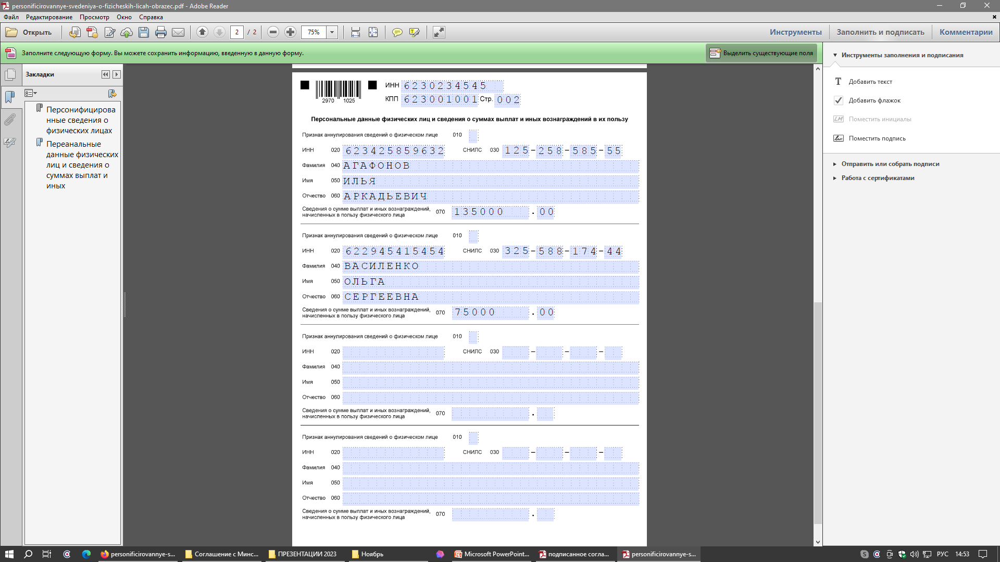 personificirovannye-svedeniya-o-fizicheskih-licah-obrazec.pdf - Adobe Reader
Файл Редактирование Просмотр Окно Справка
Открыть 2 / 2 75% Инструменты Заполнить и подписать Комментарии
Заполните следующую форму. Вы можете сохранить информацию, введенную в данную форму. Выделить существующие поля
Закладки
Персонифицирова
нные сведения о
физических лицах
Переанальные
данные физических
лиц и сведения о
суммах выплат и
иных
2970 1025
ИНН 6230234545
КПП 623001001 Стр. 002
Персональные данные физических лиц и сведения о суммах выплат и иных вознаграждений в их пользу
Признак аннулирования сведений о физическом лице 010
ИНН 020 623425859632 СНИЛС 030 125-258-585-55
Фамилия 040 АГАФОНОВ
Имя 050 ИЛЬЯ
Отчество 060 АРКАДЬЕВИЧ
Сведения о сумме выплат и иных вознаграждений,
начисленных в пользу физического лица 070 135000 . 00
Признак аннулирования сведений о физическом лице 010
ИНН 020 622945415454 СНИЛС 030 325-588-174-44
Фамилия 040 ВАСИЛЕНКО
Имя 050 ОЛЬГА
Отчество 060 СЕРГЕЕВНА
Сведения о сумме выплат и иных вознаграждений,
начисленных в пользу физического лица 070 75000 . 00
Признак аннулирования сведений о физическом лице 010
ИНН 020 СНИЛС 030 - - -
Фамилия 040
Имя 050
Отчество 060
Сведения о сумме выплат и иных вознаграждений,
начисленных в пользу физического лица 070 .
Признак аннулирования сведений о физическом лице 010
ИНН 020 СНИЛС 030 - - -
Фамилия 040
Имя 050
Отчество 060
Сведения о сумме выплат и иных вознаграждений,
начисленных в пользу физического лица 070 .
Инструменты заполнения и подписания
Добавить текст
Добавить флажок
Поместить инициалы
Поместить подпись
Отправить или собрать подписи
Работа с сертификатами
personificirovannye-s... Соглашение с Минс... ПРЕЗЕНТАЦИИ 2023 Ноябрь Microsoft PowerPoint... подписанное согла... personificirovannye-s... РУС 14:53